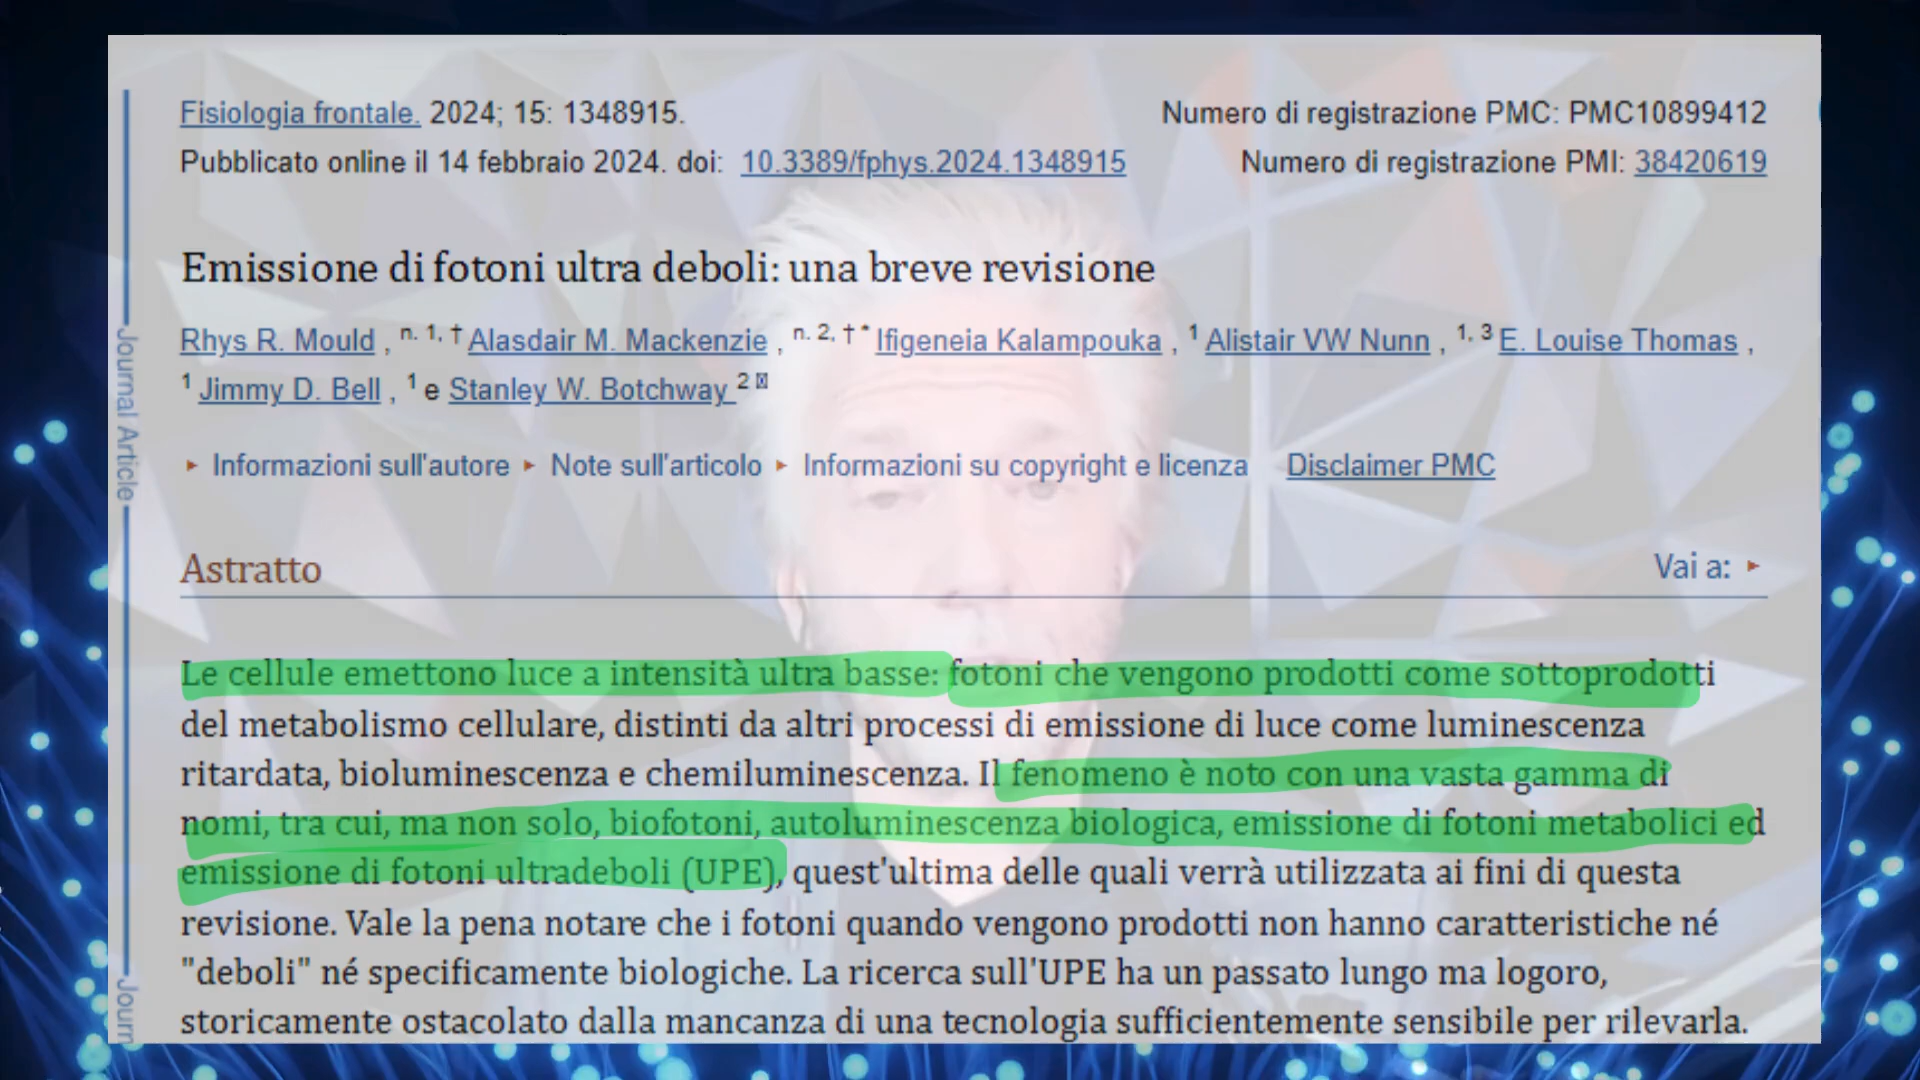 Fisiologia frontale. 2024; 15: 1348915.
Numero di registrazione PMC: PMC10899412
Pubblicato online il 14 febbraio 2024. doi: 10.3389/fphys.2024.1348915
Numero di registrazione PMI: 38420619
Emissione di fotoni ultra deboli: una breve revisione
Rhys R. Mould , n. 1, † Alasdair M. Mackenzie , n. 2, † * Ifigeneia Kalampouka , 1 Alistair VW Nunn , 1, 3 E. Louise Thomas ,
1 Jimmy D. Bell , 1 e Stanley W. Botchway 2
▸ Informazioni sull'autore ▸ Note sull'articolo ▸ Informazioni su copyright e licenza Disclaimer PMC
Astratto
Vai a: ▸
Le cellule emettono luce a intensità ultra basse: fotoni che vengono prodotti come sottoprodotti
del metabolismo cellulare, distinti da altri processi di emissione di luce come luminescenza
ritardata, bioluminescenza e chemiluminescenza. Il fenomeno è noto con una vasta gamma di
nomi, tra cui, ma non solo, biofotoni, autoluminescenza biologica, emissione di fotoni metabolici ed
emissione di fotoni ultradeboli (UPE), quest'ultima delle quali verrà utilizzata ai fini di questa
revisione. Vale la pena notare che i fotoni quando vengono prodotti non hanno caratteristiche né
"deboli" né specificamente biologiche. La ricerca sull'UPE ha un passato lungo ma logoro,
storicamente ostacolato dalla mancanza di una tecnologia sufficientemente sensibile per rilevarla.
Journal Article
Journ